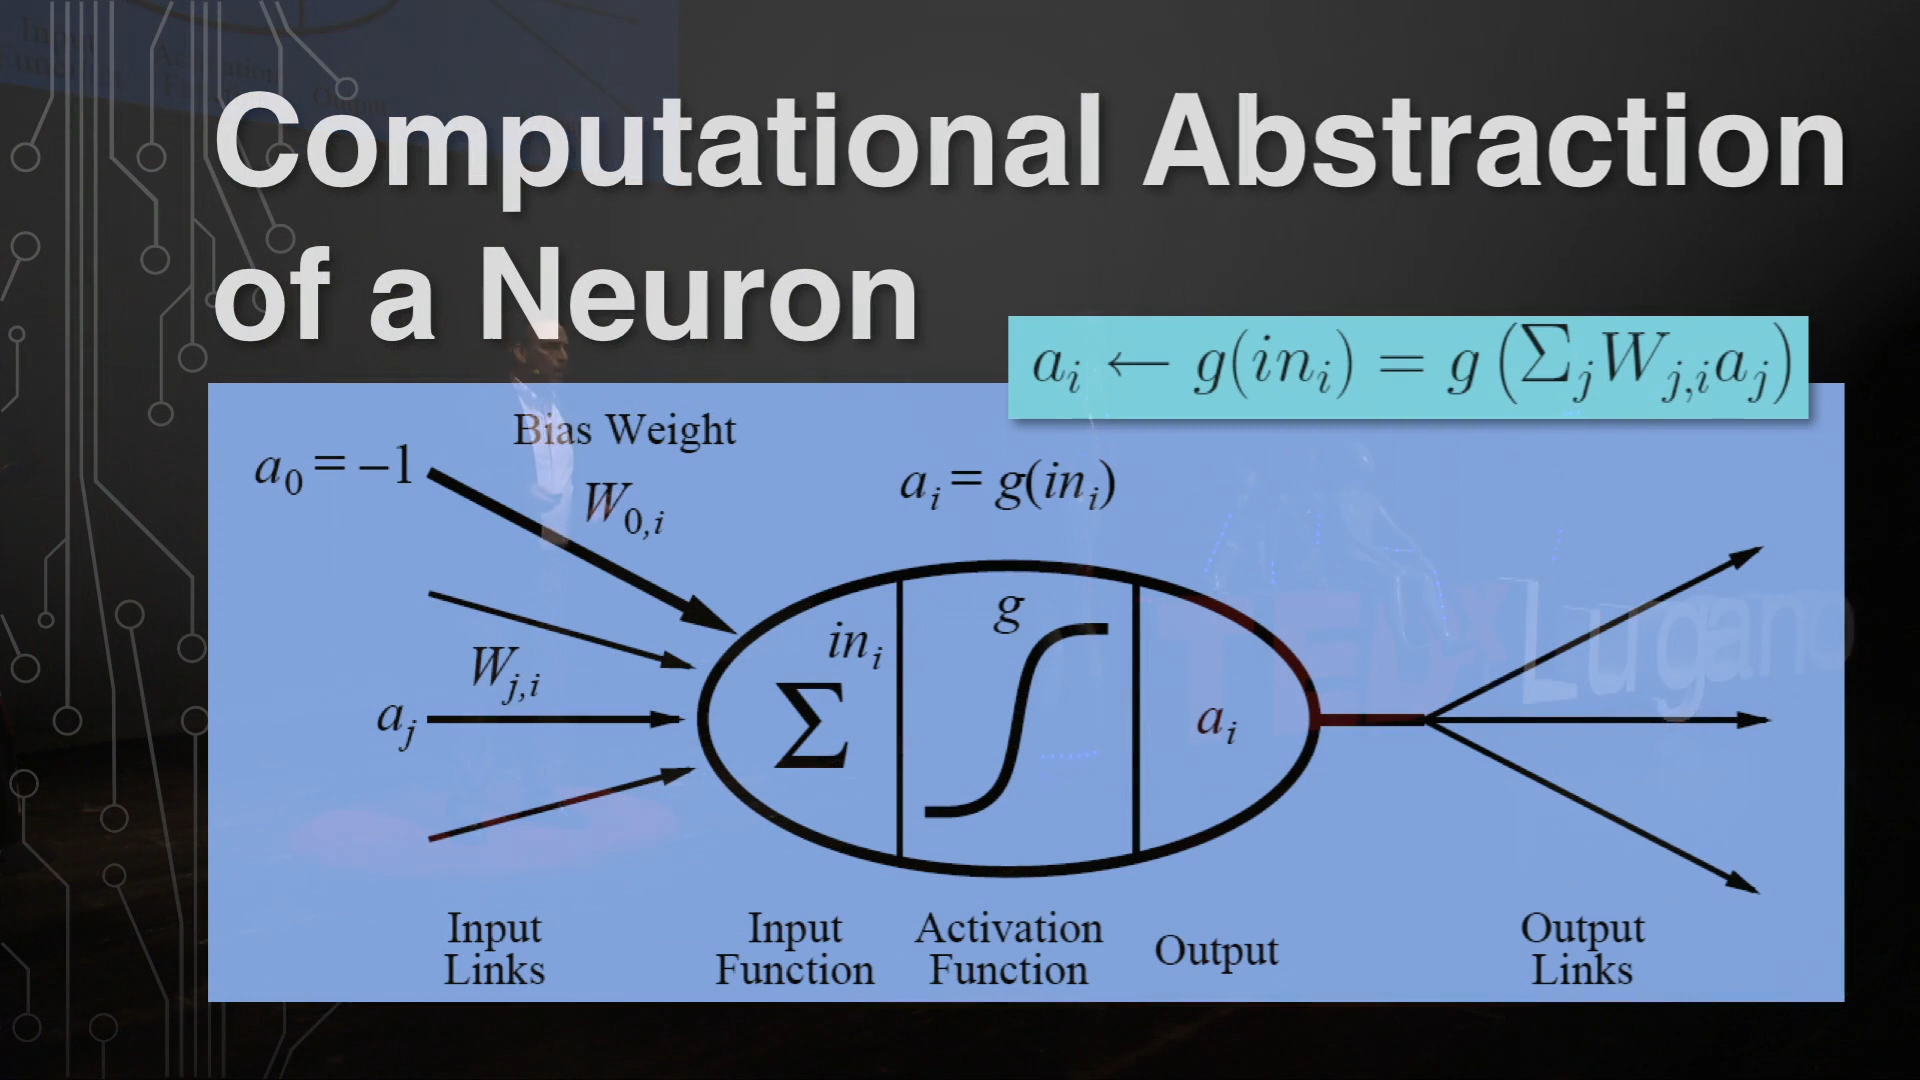 Computational Abstraction
of a Neuron
a_i ← g(in_i) = g(Σ_j W_{j,i} a_j)
Bias Weight
a_0 = −1
W_{0,i}
a_i = g(in_i)
g
in_i
W_{j,i}
Σ
a_j
a_i
TEDxLugano
Input Links
Input Function
Activation Function
Output
Output Links